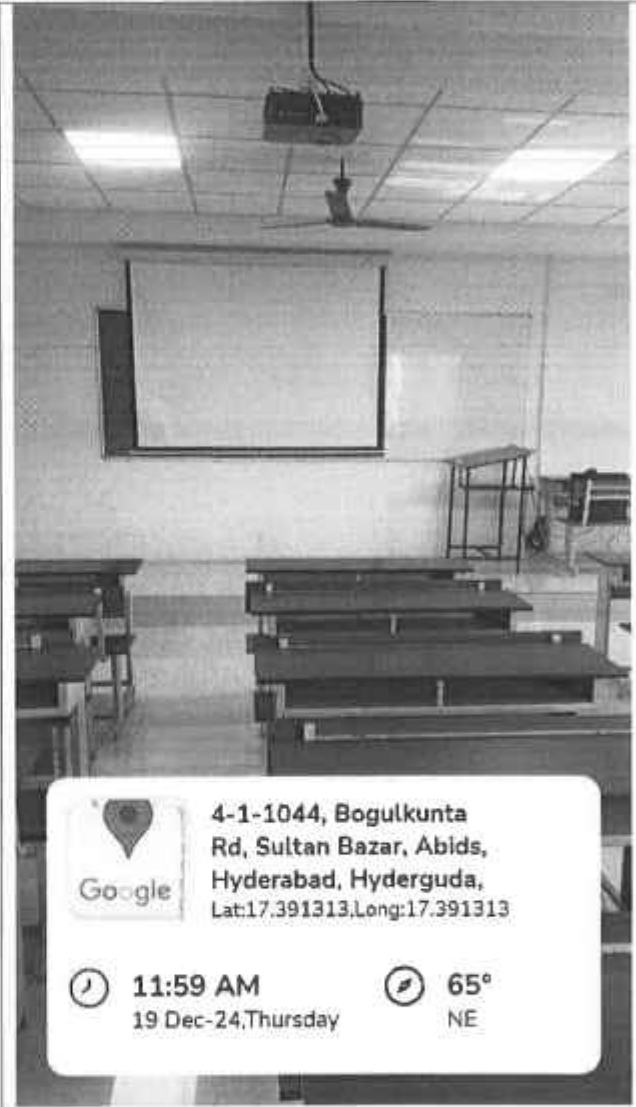 4-1-1044, Bogulkunta
Rd, Sultan Bazar, Abids,
Hyderabad, Hyderguda,
Lat:17.391313,Long:17.391313
Google
11:59 AM
19 Dec-24,Thursday
65°
NE